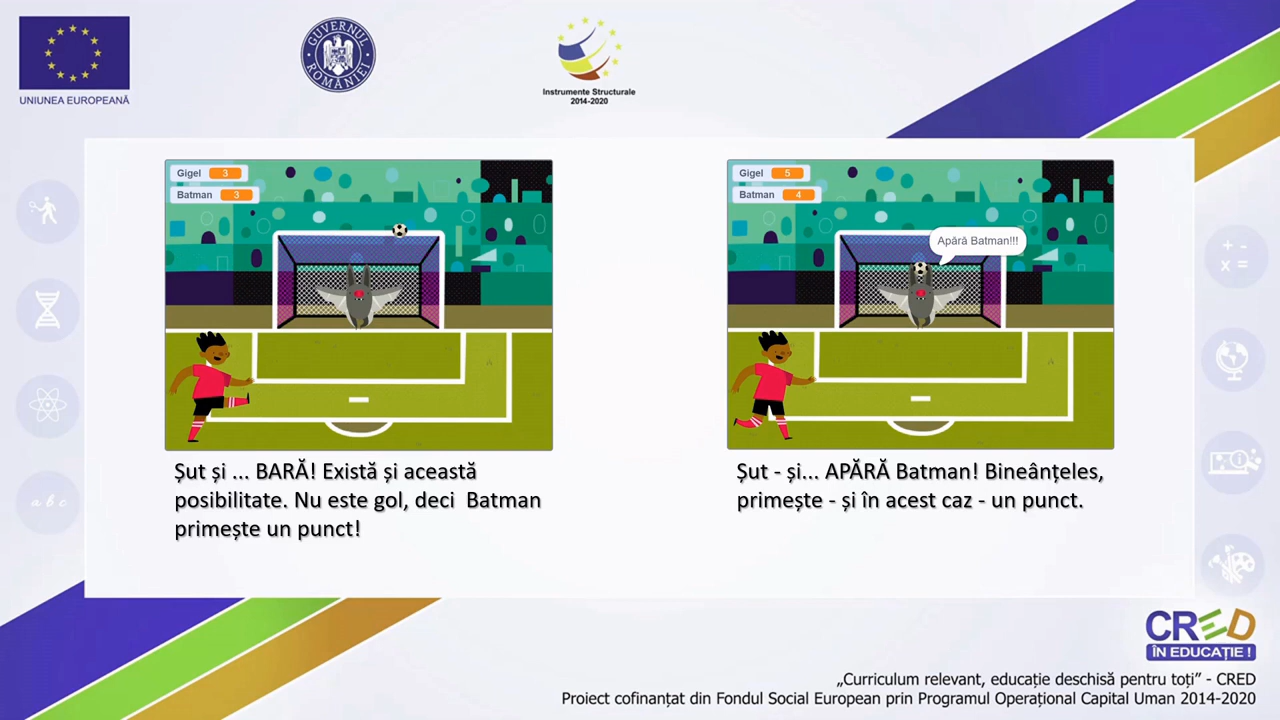 UNIUNEA EUROPEANĂ
GUVERNUL ROMÂNIEI
Instrumente Structurale
2014-2020
Gigel 3
Batman 3
Șut și ... BARĂ! Există și această
posibilitate. Nu este gol, deci Batman
primește un punct!
Gigel 5
Batman 4
Apără Batman!!!
Șut - și... APĂRĂ Batman! Bineânțeles,
primește - și în acest caz - un punct.
+ -
x =
a b c
CRED
ÎN EDUCAȚIE !
„Curriculum relevant, educație deschisă pentru toți” - CRED
Proiect cofinanțat din Fondul Social European prin Programul Operațional Capital Uman 2014-2020